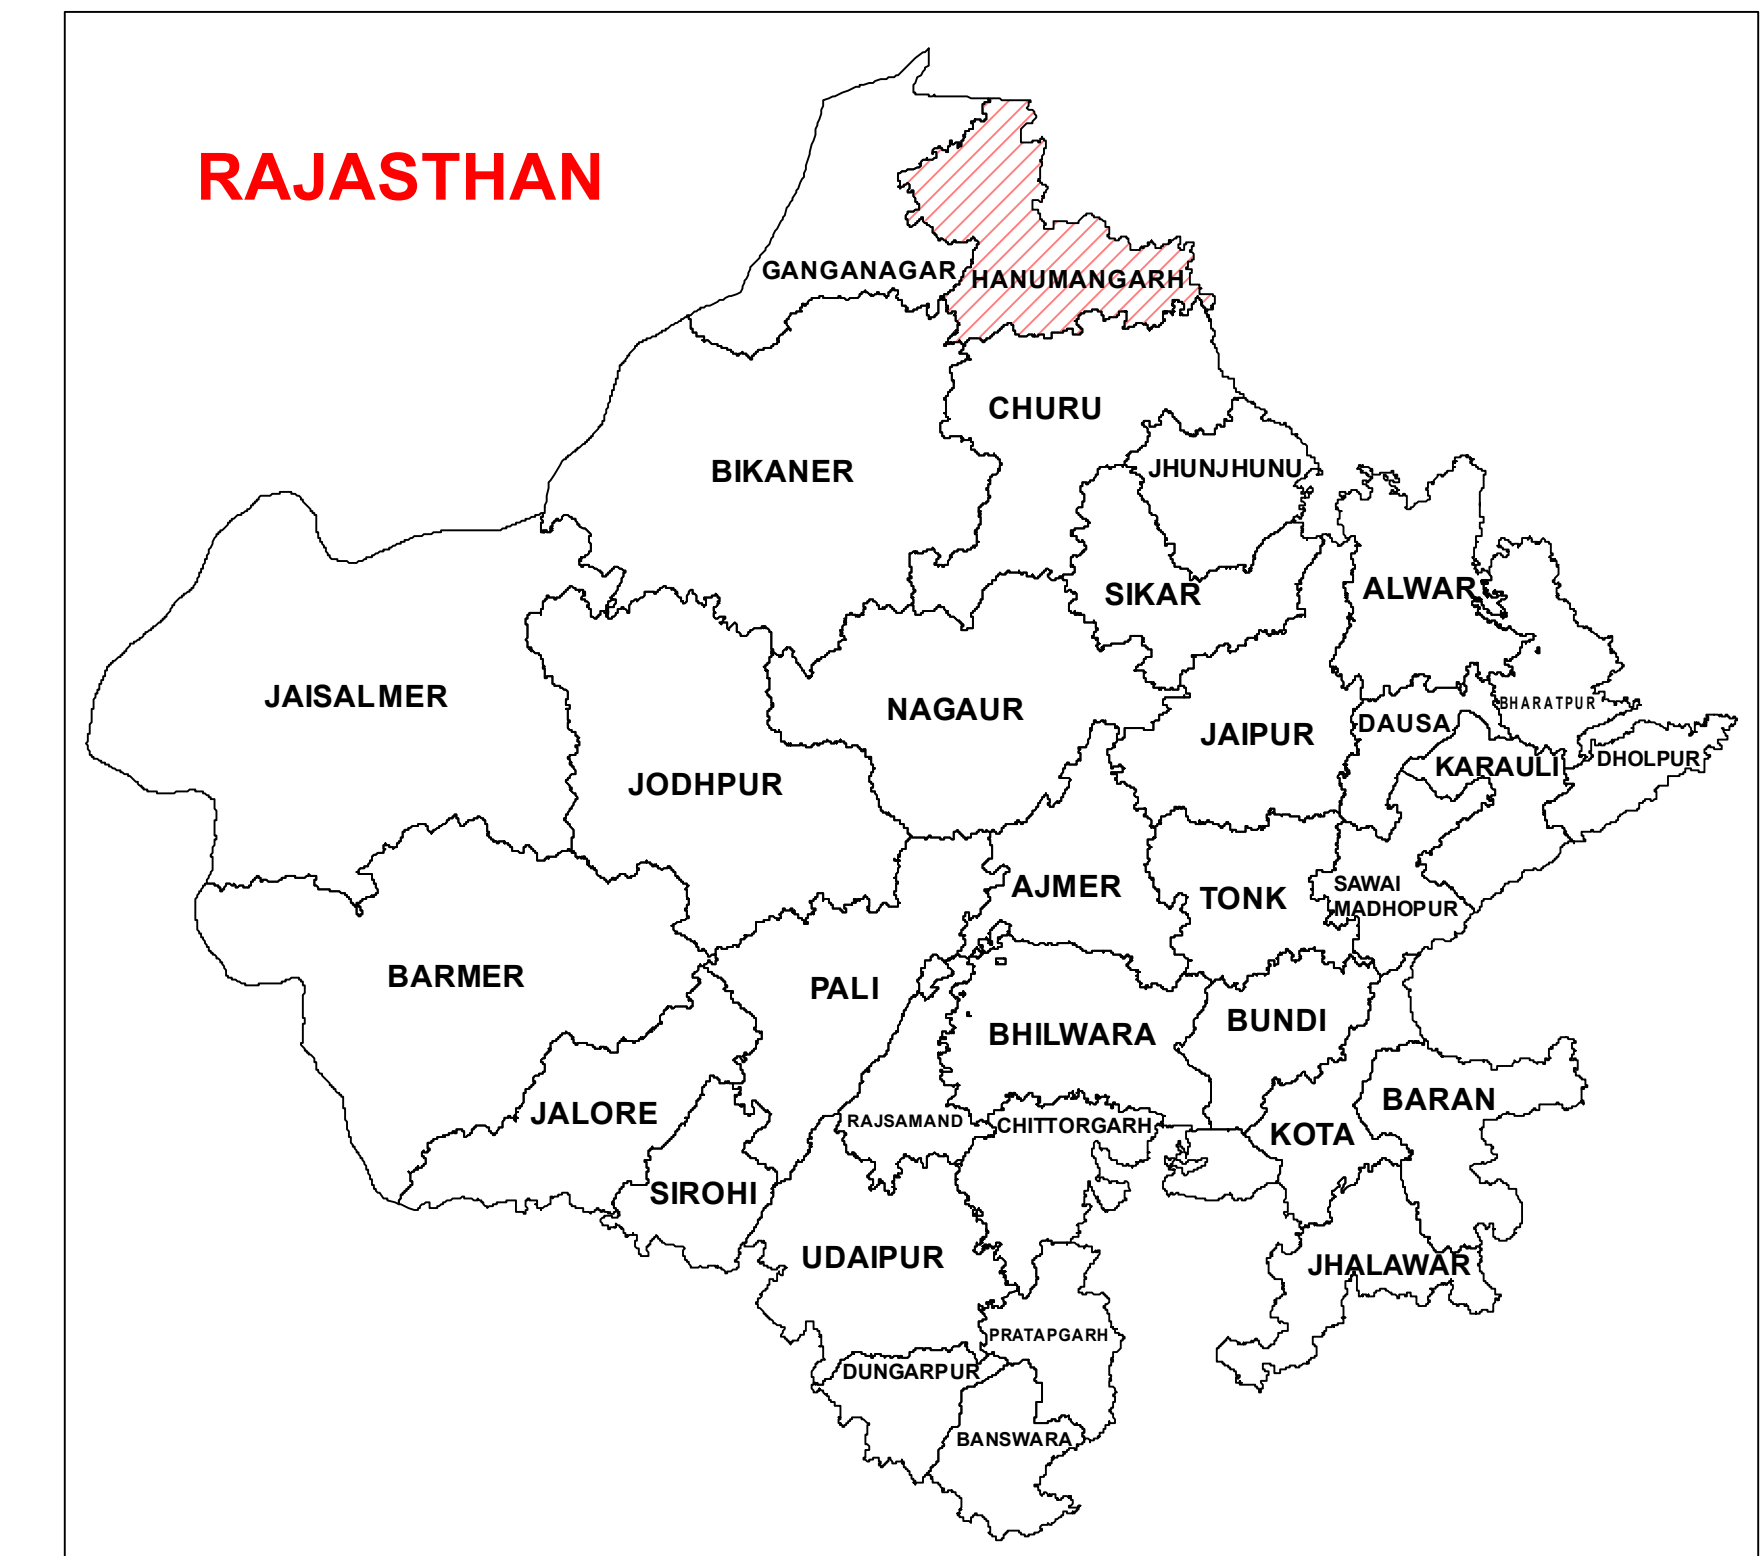 RAJASTHAN
GANGANAGAR
HANUMANGARH
CHURU
BIKANER
JHUNJHUNU
SIKAR
ALWAR
JAISALMER
NAGAUR
BHARATPUR
JAIPUR
DAUSA
JODHPUR
KARAULI
DHOLPUR
AJMER
TONK
SAWAI
MADHOPUR
BARMER
PALI
BHILWARA
BUNDI
JALORE
RAJSAMAND
CHITTORGARH
KOTA
BARAN
SIROHI
UDAIPUR
JHALAWAR
PRATAPGARH
DUNGARPUR
BANSWARA